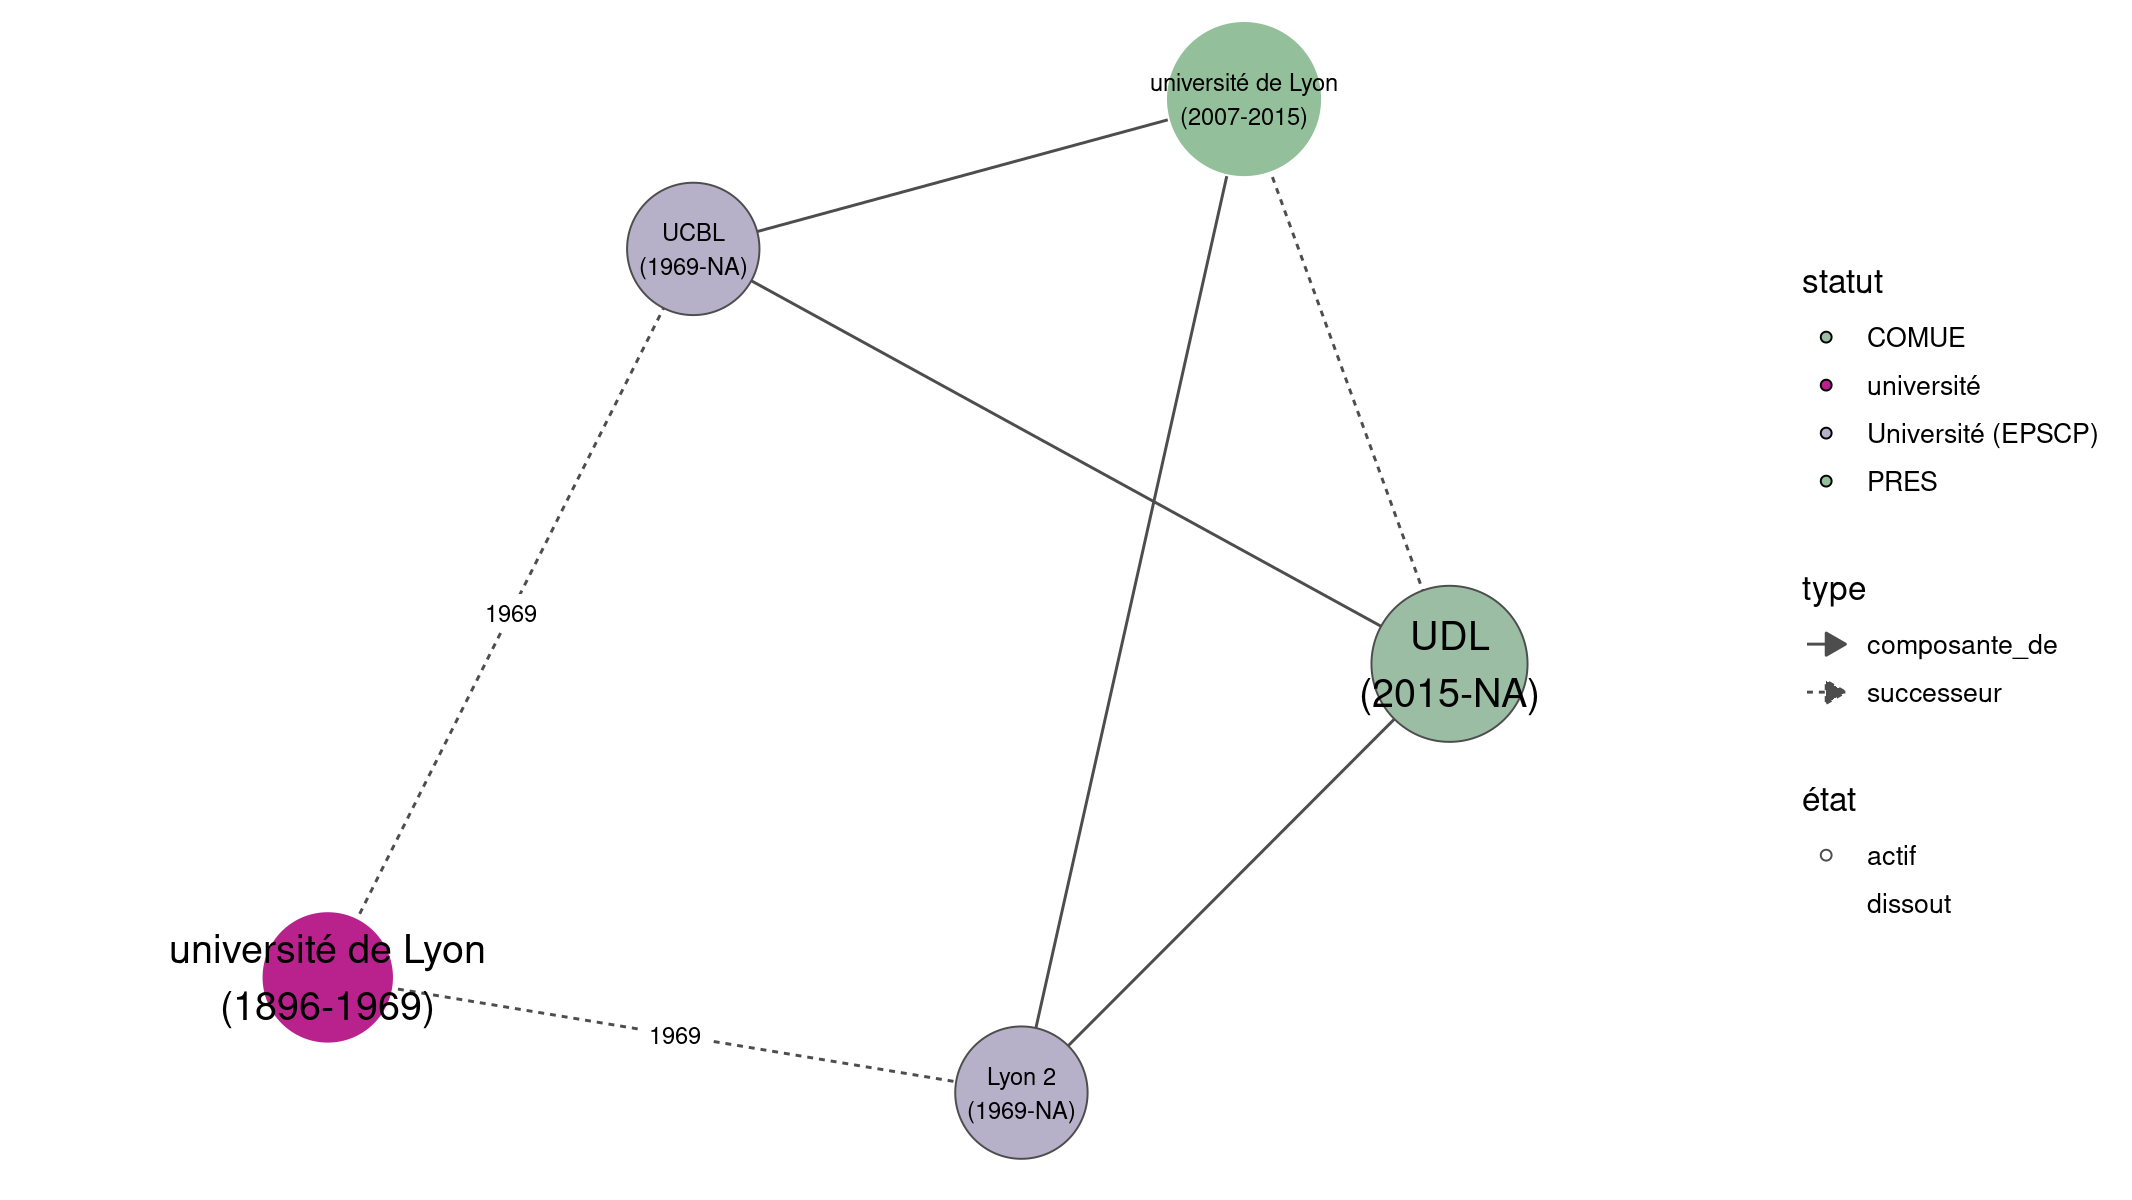 université de Lyon
(2007-2015)
UCBL
(1969-NA)
1969
UDL
(2015-NA)
université de Lyon
(1896-1969)
1969
Lyon 2
(1969-NA)
statut
COMUE
université
Université (EPSCP)
PRES
type
composante_de
successeur
état
actif
dissout